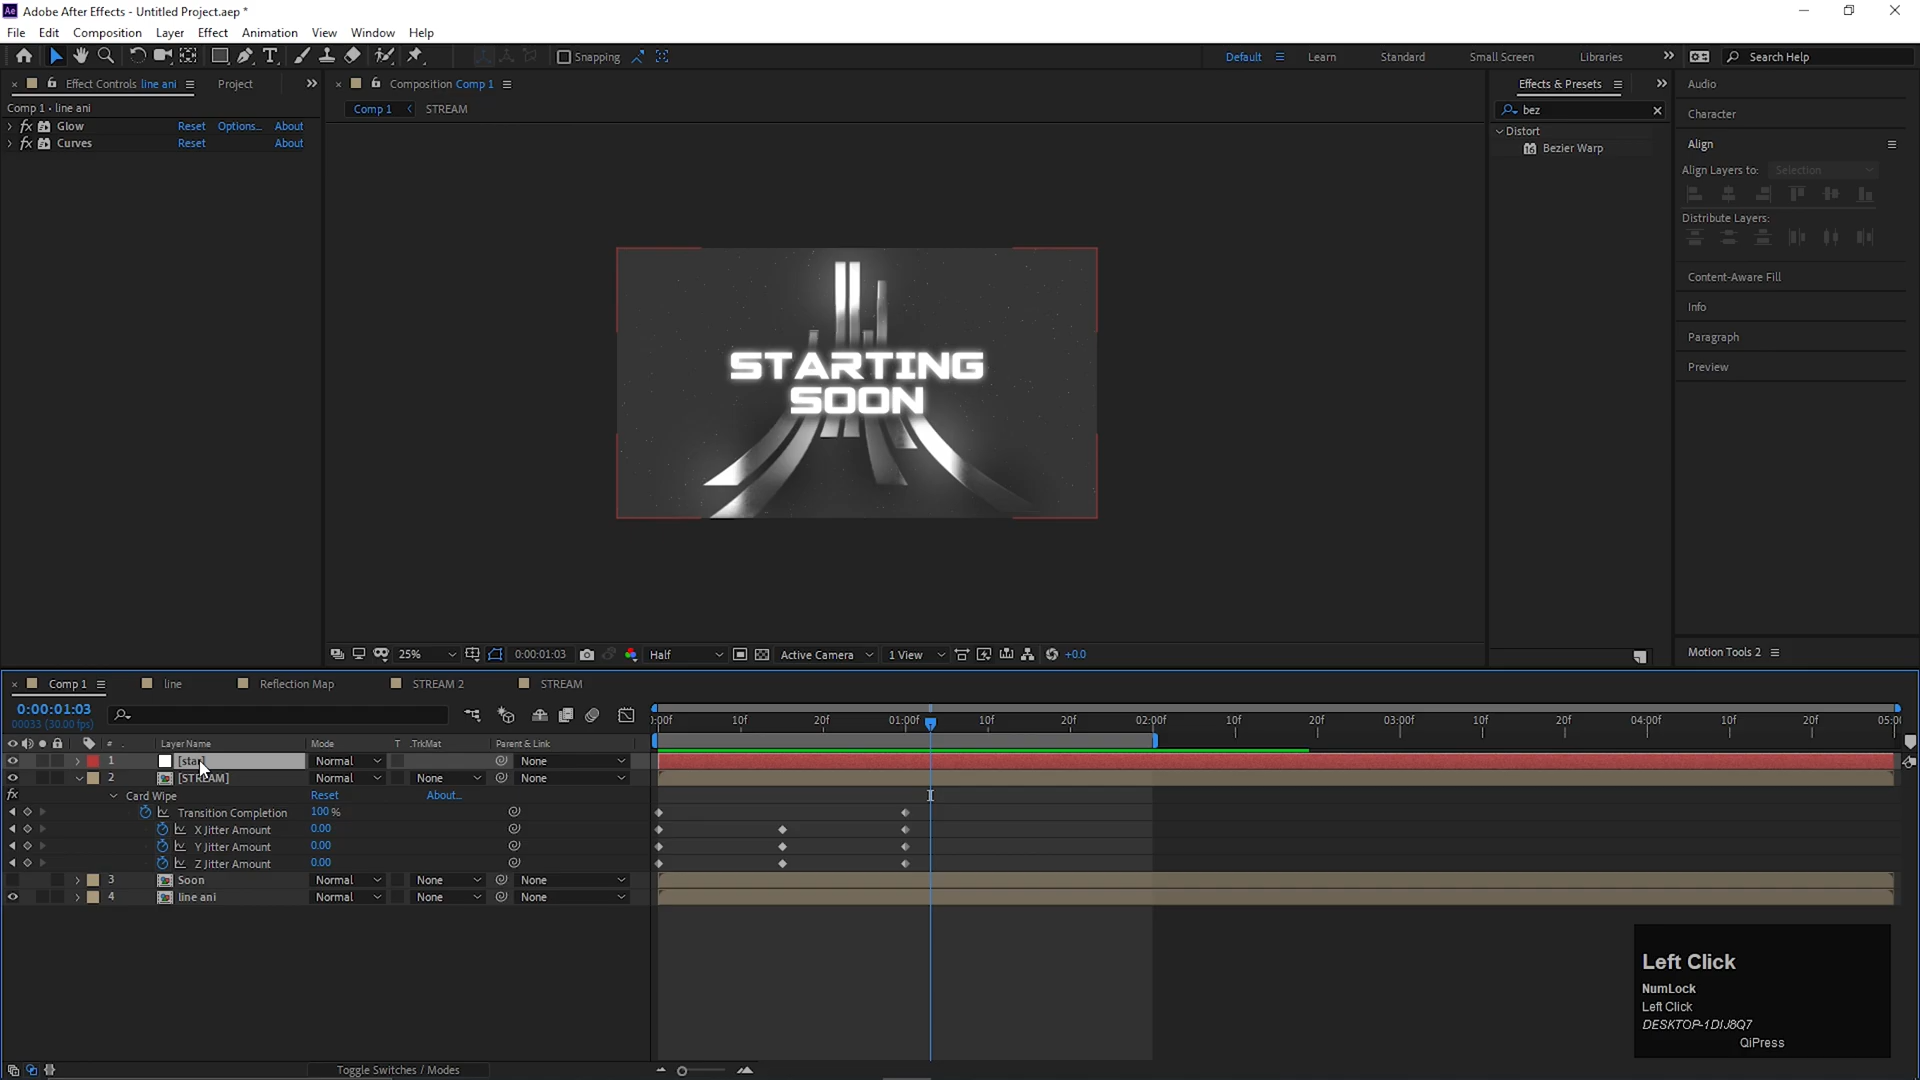 Adobe After Effects - Untitled Project.aep *
File Edit Composition Layer Effect Animation View Window Help
Snapping
Default Learn Standard Small Screen Libraries Search Help
Effect Controls line ani Project
Comp 1 • line ani
fx Glow Reset Options... About
fx Curves Reset About
Composition Comp 1
Comp 1 STREAM
STARTING
SOON
25% 0:00:01:03 Half Active Camera 1 View +0.0
Effects & Presets
bez
Distort
Bezier Warp
Audio
Character
Align
Align Layers to: Selection
Distribute Layers:
Content-Aware Fill
Info
Paragraph
Preview
Motion Tools 2
Comp 1 line Reflection Map STREAM 2 STREAM
0:00:01:03
00033 (30.00 fps)
:00f 10f 20f 01:00f 10f 20f 02:00f 10f 20f 03:00f 10f 20f 04:00f 10f 20f 05:0
# Layer Name Mode T .TrkMat Parent & Link
1 Normal None
2 [STREAM] Normal None None
fx Card Wipe Reset About...
Transition Completion 100 %
X Jitter Amount 0.00
Y Jitter Amount 0.00
Z Jitter Amount 0.00
3 Soon Normal None None
4 line ani Normal None None
Toggle Switches / Modes
Left Click
NumLock
Left Click
DESKTOP-1DIJ8Q7
QiPress